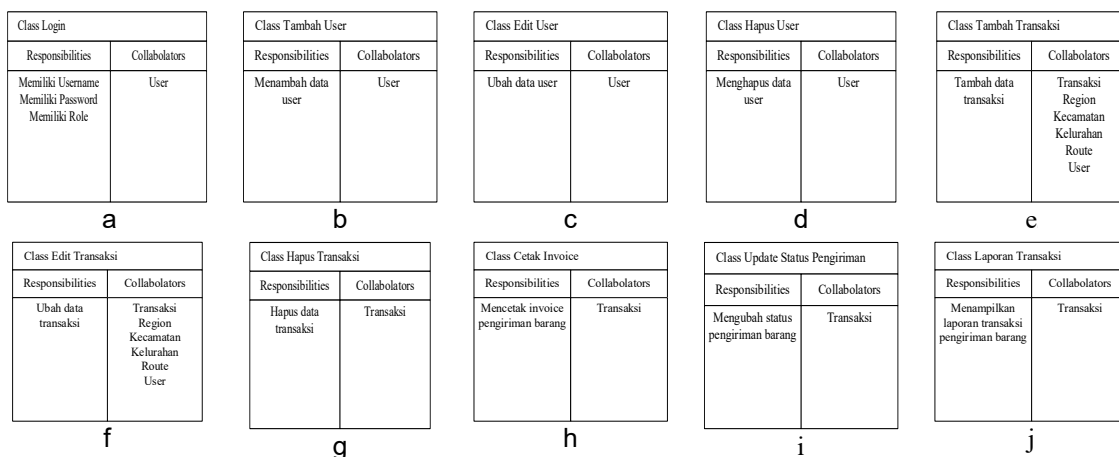 Class Login
Responsibilities
Collabolators
Memiliki Username
Memiliki Password
Memiliki Role
User
a
Class Tambah User
Responsibilities
Collabolators
Menambah data
user
User
b
Class Edit User
Responsibilities
Collabolators
Ubah data user
User
c
Class Hapus User
Responsibilities
Collabolators
Menghapus data
user
User
d
Class Tambah Transaksi
Responsibilities
Collabolators
Tambah data
transaksi
Transaksi
Region
Kecamatan
Kelurahan
Route
User
e
Class Edit Transaksi
Responsibilities
Collabolators
Ubah data
transaksi
Transaksi
Region
Kecamatan
Kelurahan
Route
User
f
Class Hapus Transaksi
Responsibilities
Collabolators
Hapus data
transaksi
Transaksi
g
Class Cetak Invoice
Responsibilities
Collabolators
Mencetak invoice
pengiriman barang
Transaksi
h
Class Update Status Pengiriman
Responsibilities
Collabolators
Mengubah status
pengiriman barang
Transaksi
i
Class Laporan Transaksi
Responsibilities
Collabolators
Menampilkan
laporan transaksi
pengiriman barang
Transaksi
j